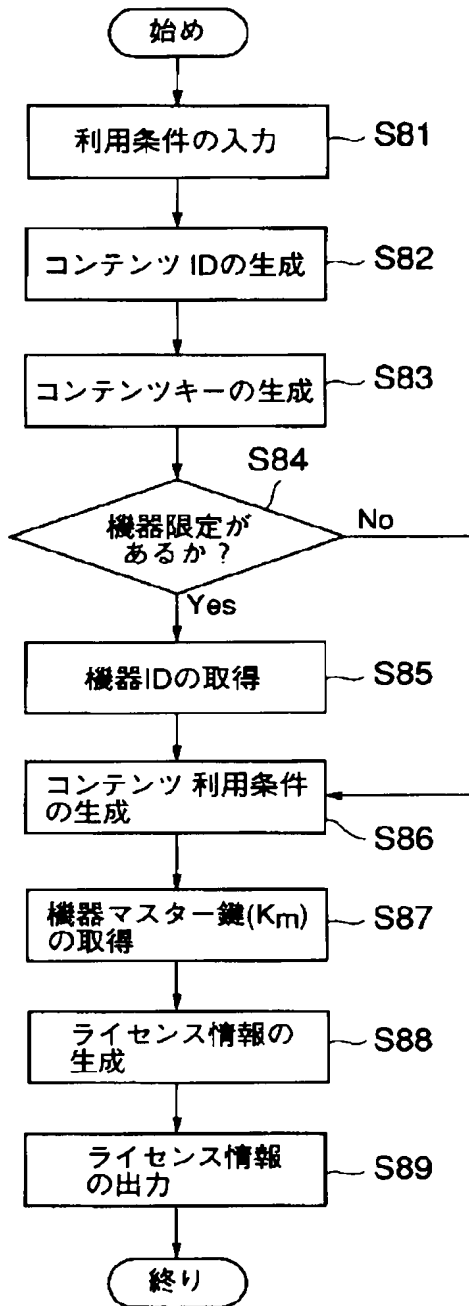 始め
利用条件の入力
S81
コンテンツ IDの生成
S82
コンテンツキーの生成
S83
S84
機器限定が
あるか?
No
Yes
機器IDの取得
S85
コンテンツ 利用条件
の生成
S86
機器マスター鍵(Km)
の取得
S87
ライセンス情報の
生成
S88
ライセンス情報
の出力
S89
終り